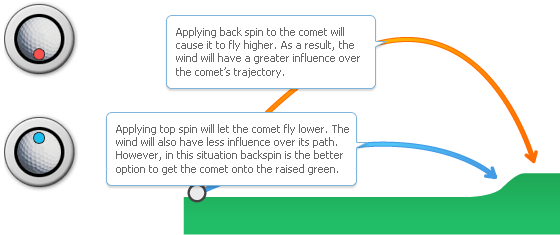 Applying back spin to the comet will
cause it to fly higher. As a result, the
wind will have a greater influence over
the comet's trajectory.
Applying top spin will let the comet fly lower. The
wind will also have less influence over its path.
However, in this situation backspin is the better
option to get the comet onto the raised green.